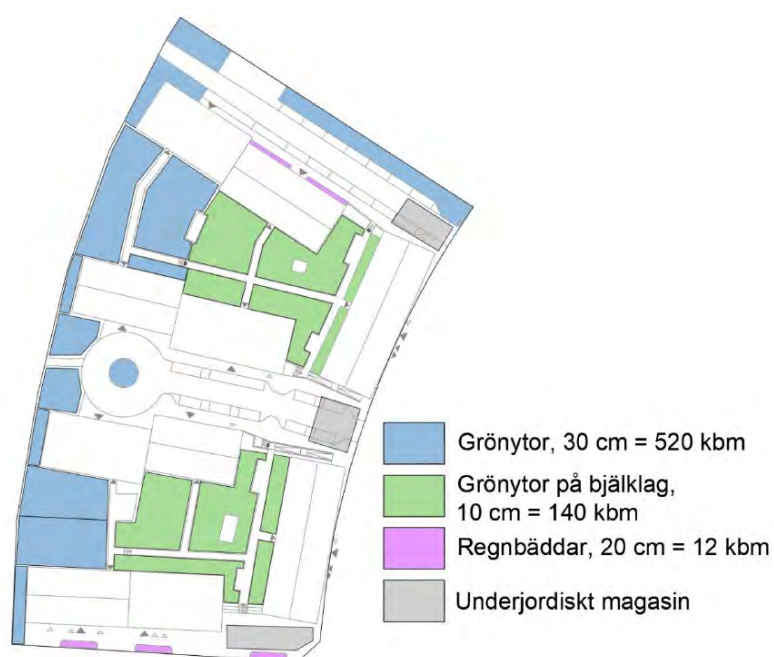 Grönytor, 30 cm = 520 kbm
Grönytor på bjälklag,
10 cm = 140 kbm
Regnbäddar, 20 cm = 12 kbm
Underjordiskt magasin